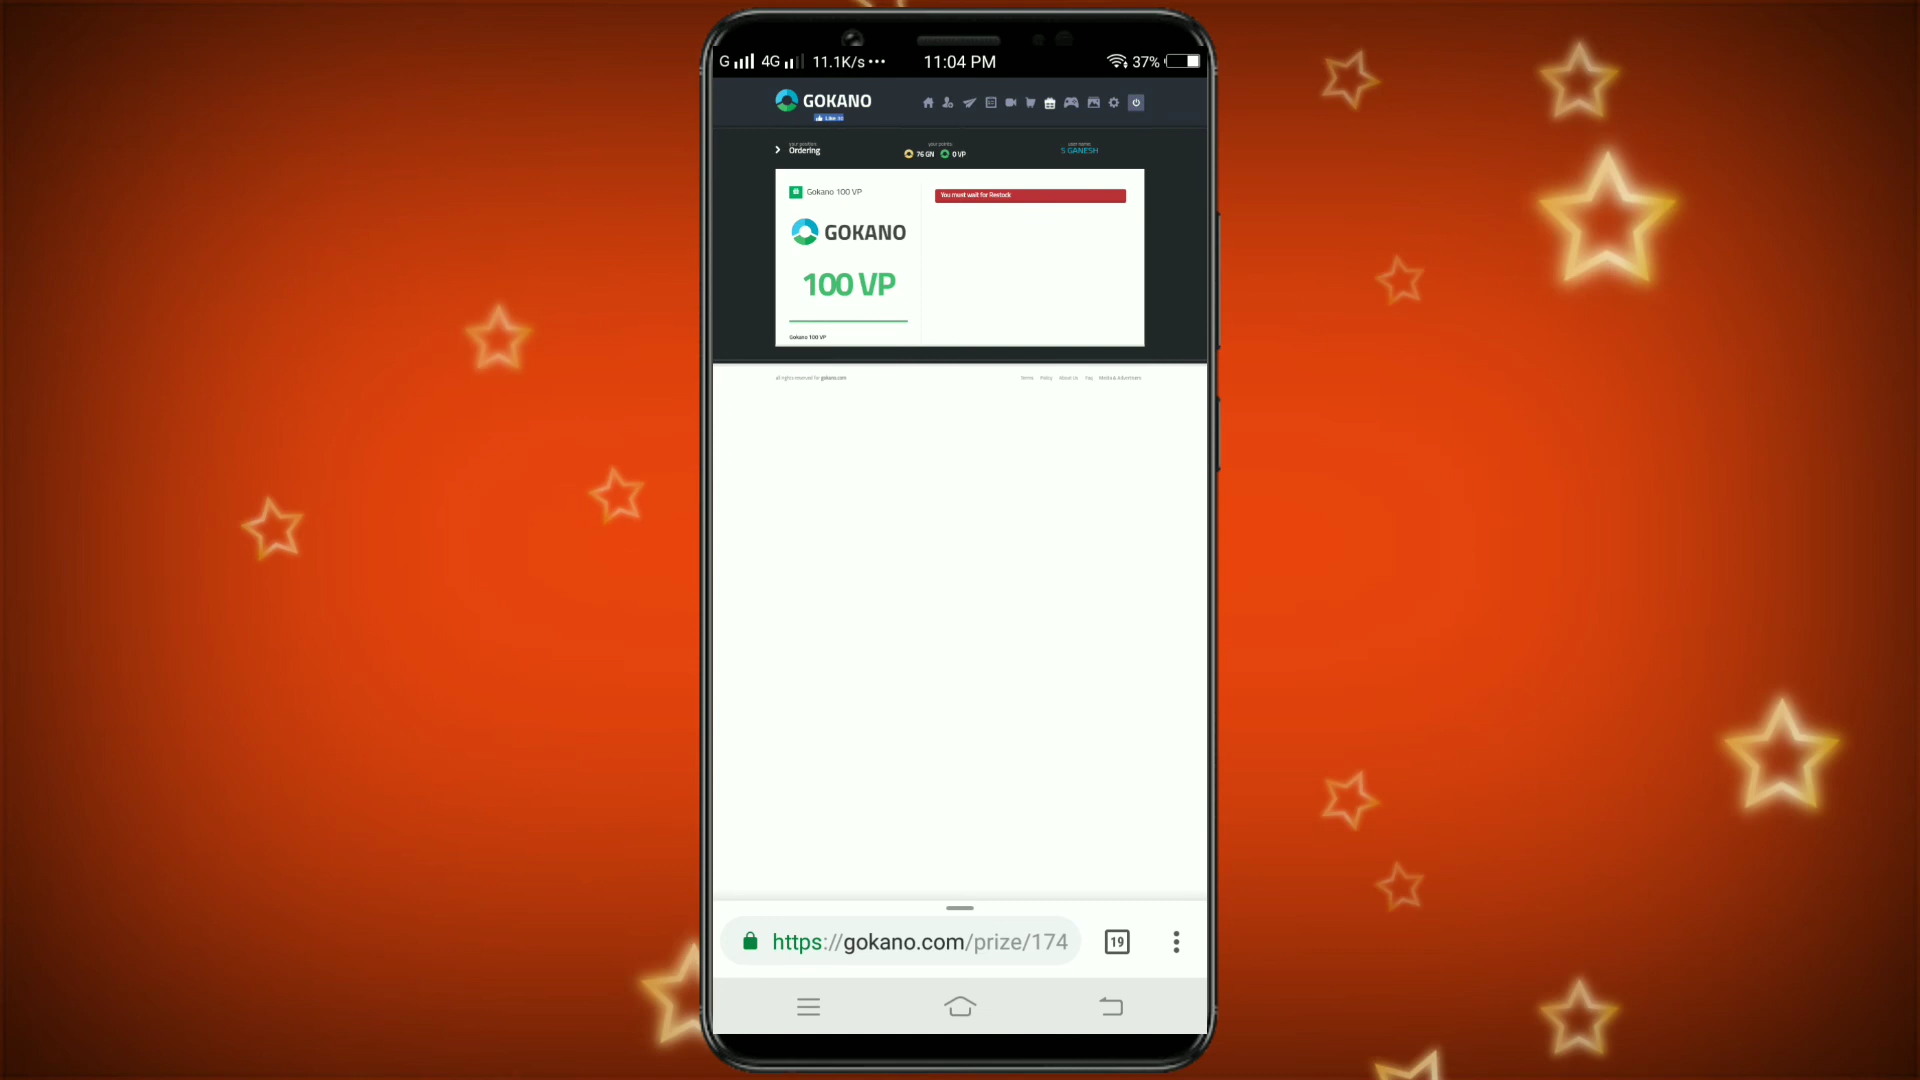 G 4G 11.1K/s ••• 11:04 PM 37%
GOKANO
Like
your position:
Ordering
your points:
76 GN 0 VP
user name:
S GANESH
Gokano 100 VP
You must wait for Restock
GOKANO
100 VP
Gokano 100 VP
all rights reserved for gokano.com
Terms Policy About Us Faq Media & Advertisers
https://gokano.com/prize/174
19